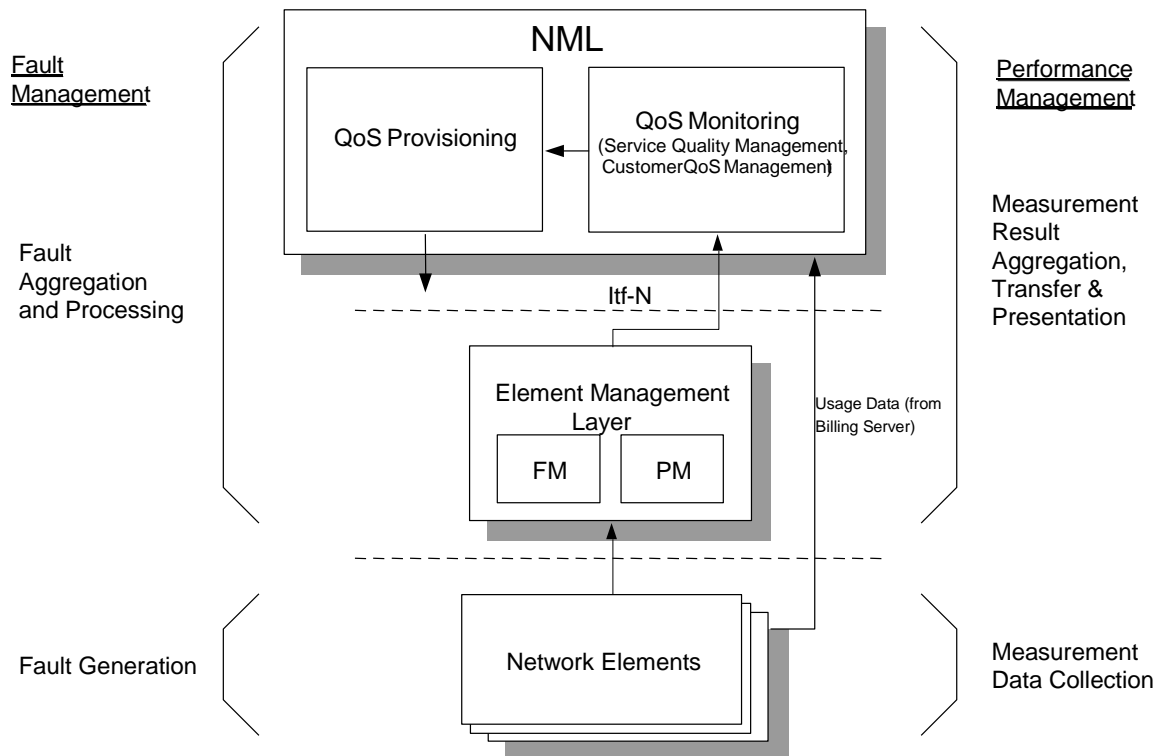 NML
Fault
Management
Performance
Management
QoS Provisioning
QoS Monitoring
(Service Quality Management,
CustomerQoS Management)
Fault
Aggregation
and Processing
Measurement
Result
Aggregation,
Transfer &
Presentation
Itf-N
Element Management
Layer
FM
PM
Usage Data (from
Billing Server)
Fault Generation
Network Elements
Measurement
Data Collection